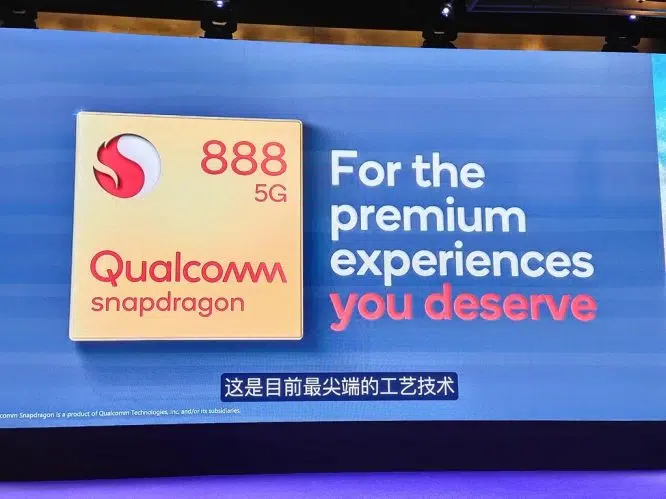 888
5G
Qualcomm
snapdragon
For the
premium
experiences
you deserve
这是目前最尖端的工艺技术
comm Snapdragon is a product of Qualcomm Technologies, Inc. and/or its subsidiaries.